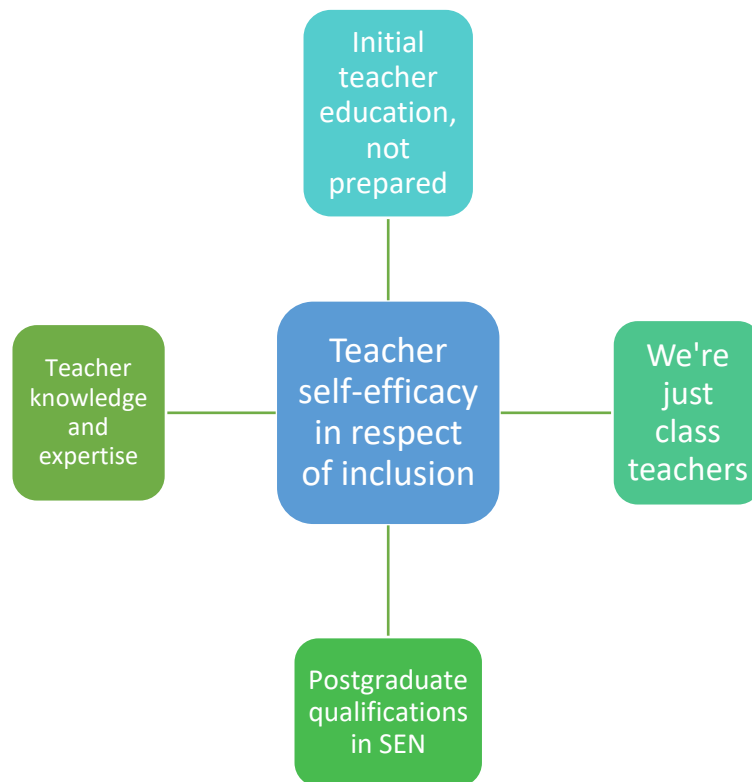 Initial
teacher
education,
not
prepared
Teacher
knowledge
and
expertise
Teacher
self-efficacy
in respect
of inclusion
We're
just
class
teachers
Postgraduate
qualifications
in SEN